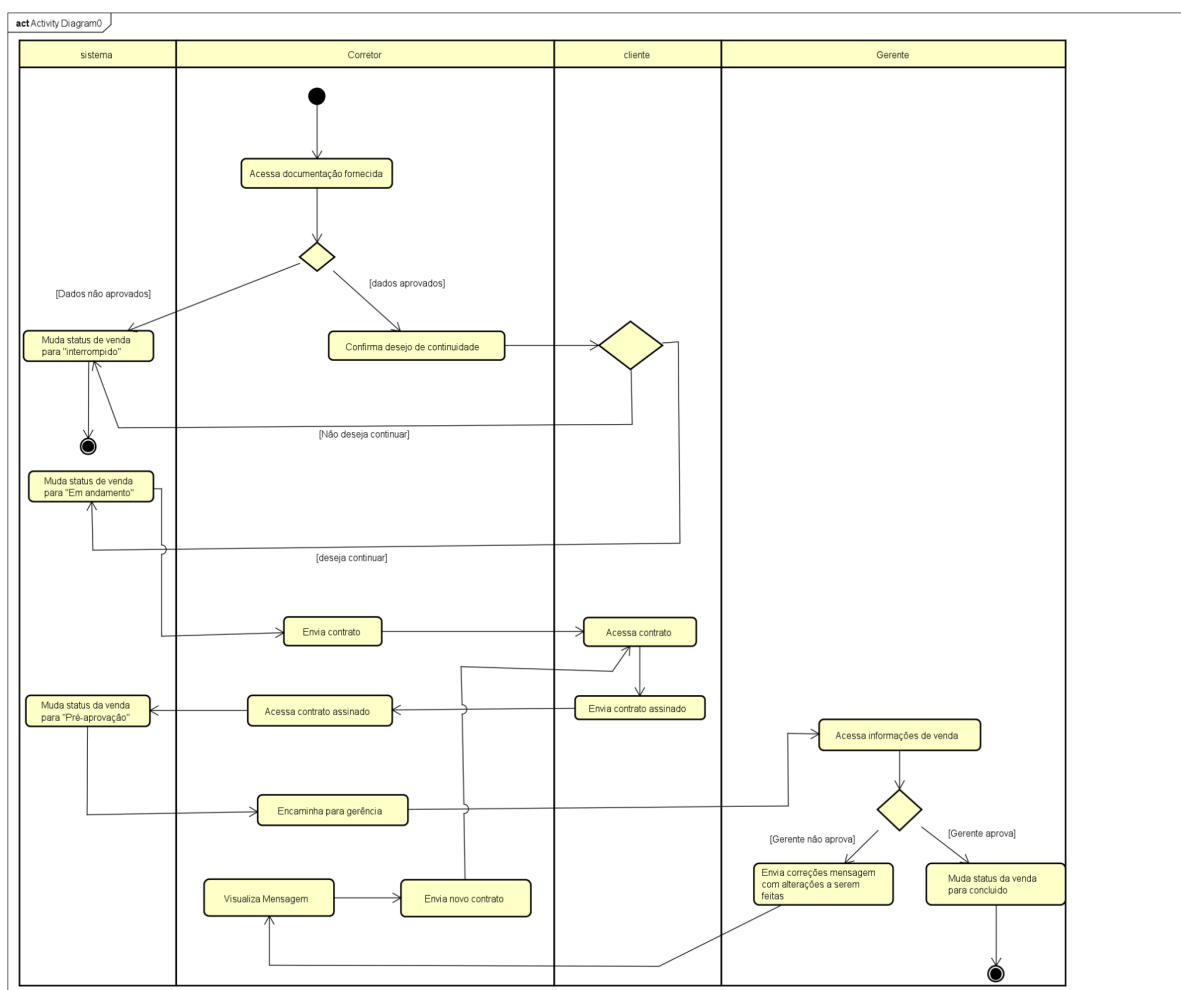 act Activity Diagram0
sistema
Corretor
cliente
Gerente
Acessa documentação fornecida
[Dados não aprovados]
[dados aprovados]
Muda status de venda
para "interrompido"
Confirma desejo de continuidade
[Não deseja continuar]
Muda status de venda
para "Em andamento"
[deseja continuar]
Envia contrato
Acessa contrato
Muda status da venda
para "Pré-aprovação"
Acessa contrato assinado
Envia contrato assinado
Acessa informações de venda
Encaminha para gerência
[Gerente não aprova]
[Gerente aprova]
Visualiza Mensagem
Envia novo contrato
Envia correções mensagem
com alterações a serem
feitas
Muda status da venda
para concluido